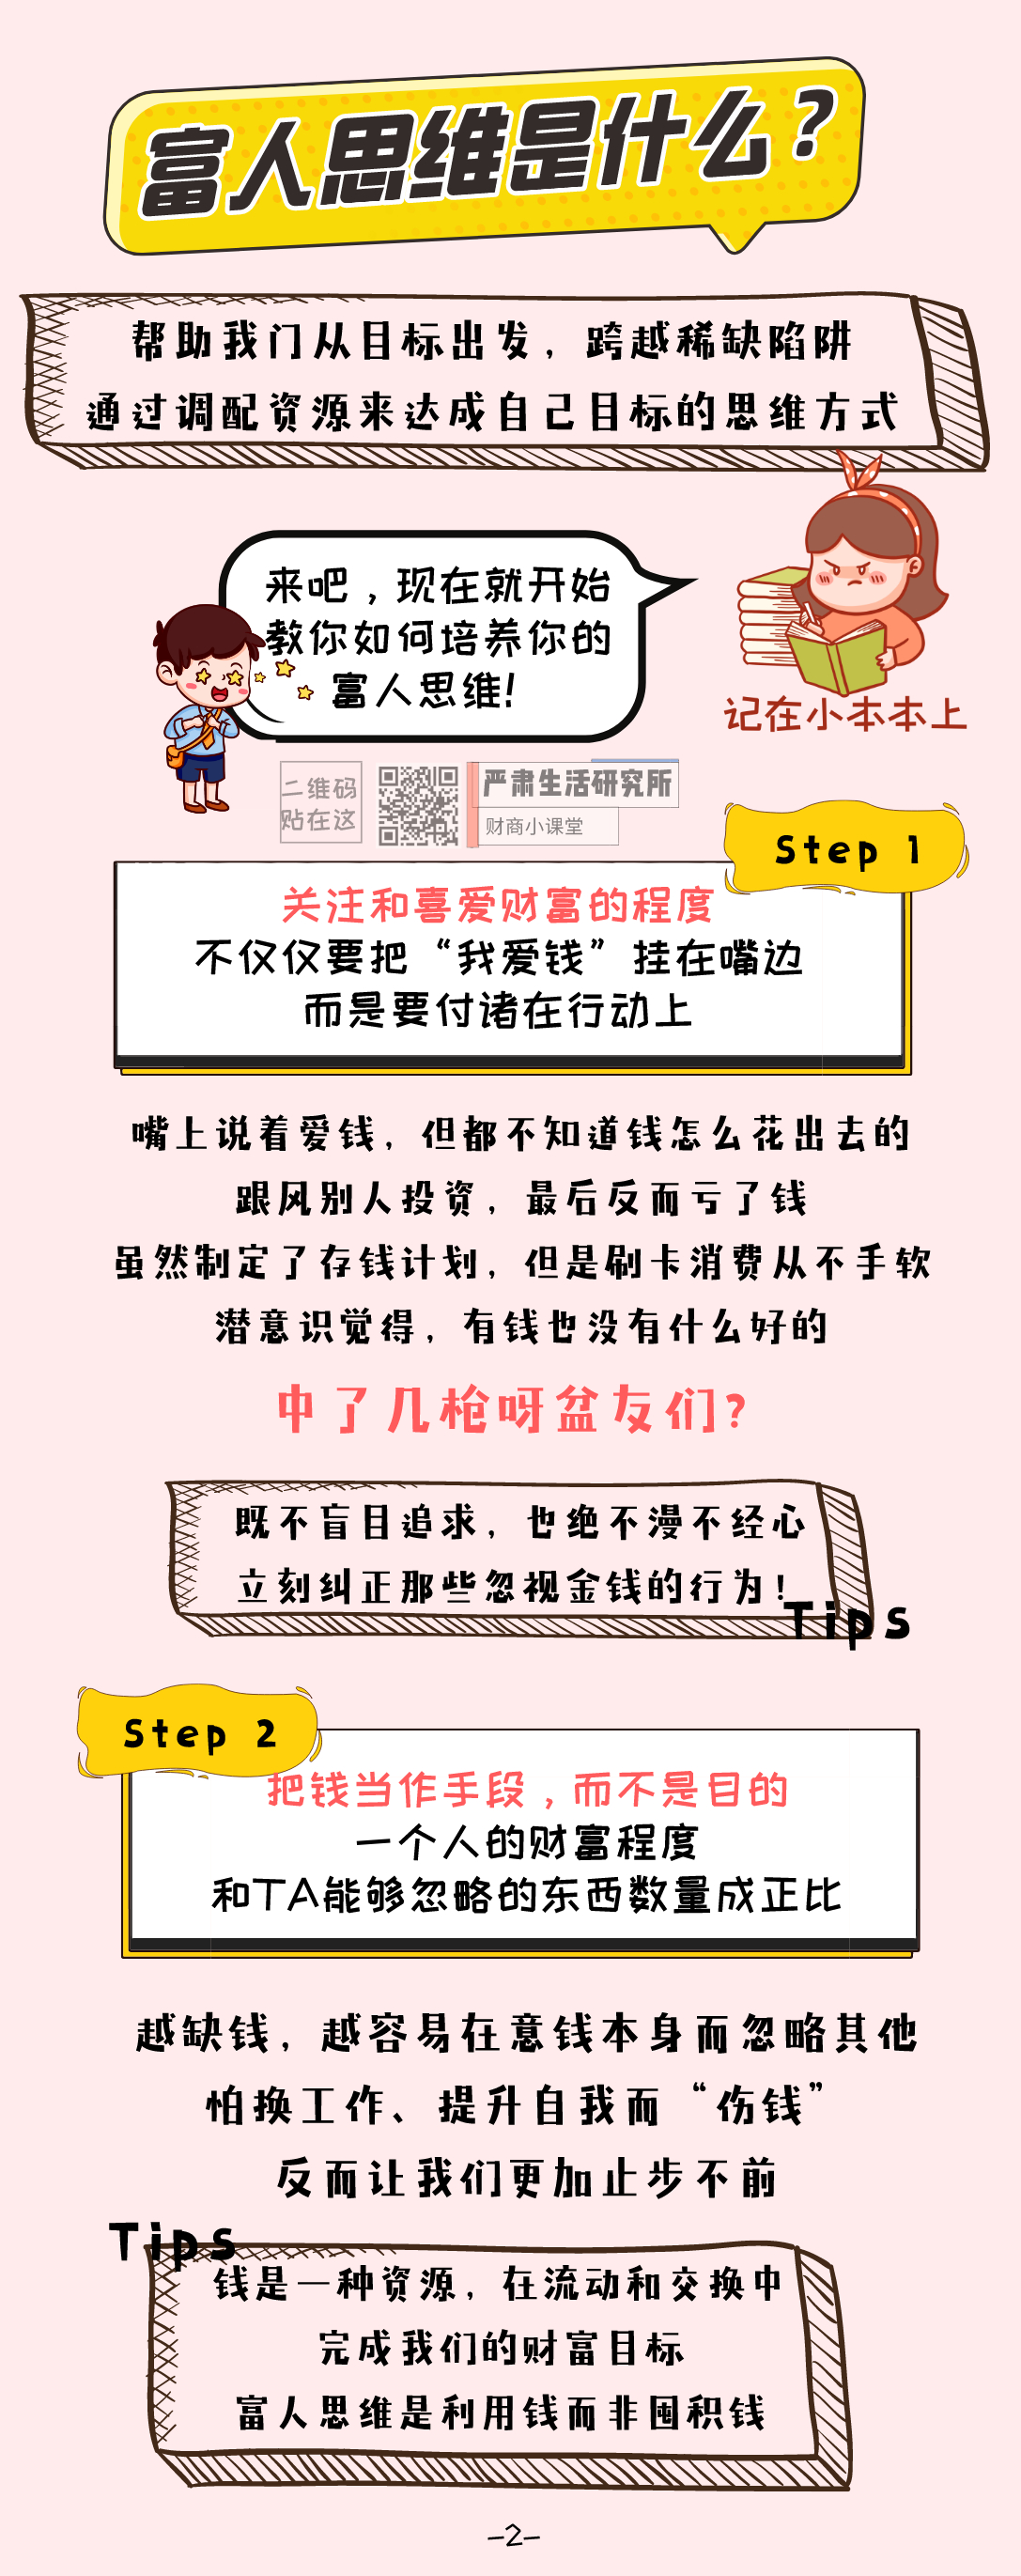 富人思维是什么？
帮助我门从目标出发，跨越稀缺陷阱
通过调配资源来达成自己目标的思维方式
来吧，现在就开始
教你如何培养你的
富人思维！
记在小本本上
二维码
贴在这
严肃生活研究所
财商小课堂
Step 1
关注和喜爱财富的程度
不仅仅要把“我爱钱”挂在嘴边
而是要付诸在行动上
嘴上说着爱钱，但都不知道钱怎么花出去的
跟风别人投资，最后反而亏了钱
虽然制定了存钱计划，但是刷卡消费从不手软
潜意识觉得，有钱也没有什么好的
中了几枪呀盆友们？
既不盲目追求，也绝不漫不经心
立刻纠正那些忽视金钱的行为！
Tips
Step 2
把钱当作手段，而不是目的
一个人的财富程度
和TA能够忽略的东西数量成正比
越缺钱，越容易在意钱本身而忽略其他
怕换工作、提升自我而“伤钱”
反而让我们更加止步不前
Tips
钱是一种资源，在流动和交换中
完成我们的财富目标
富人思维是利用钱而非囤积钱
-2-